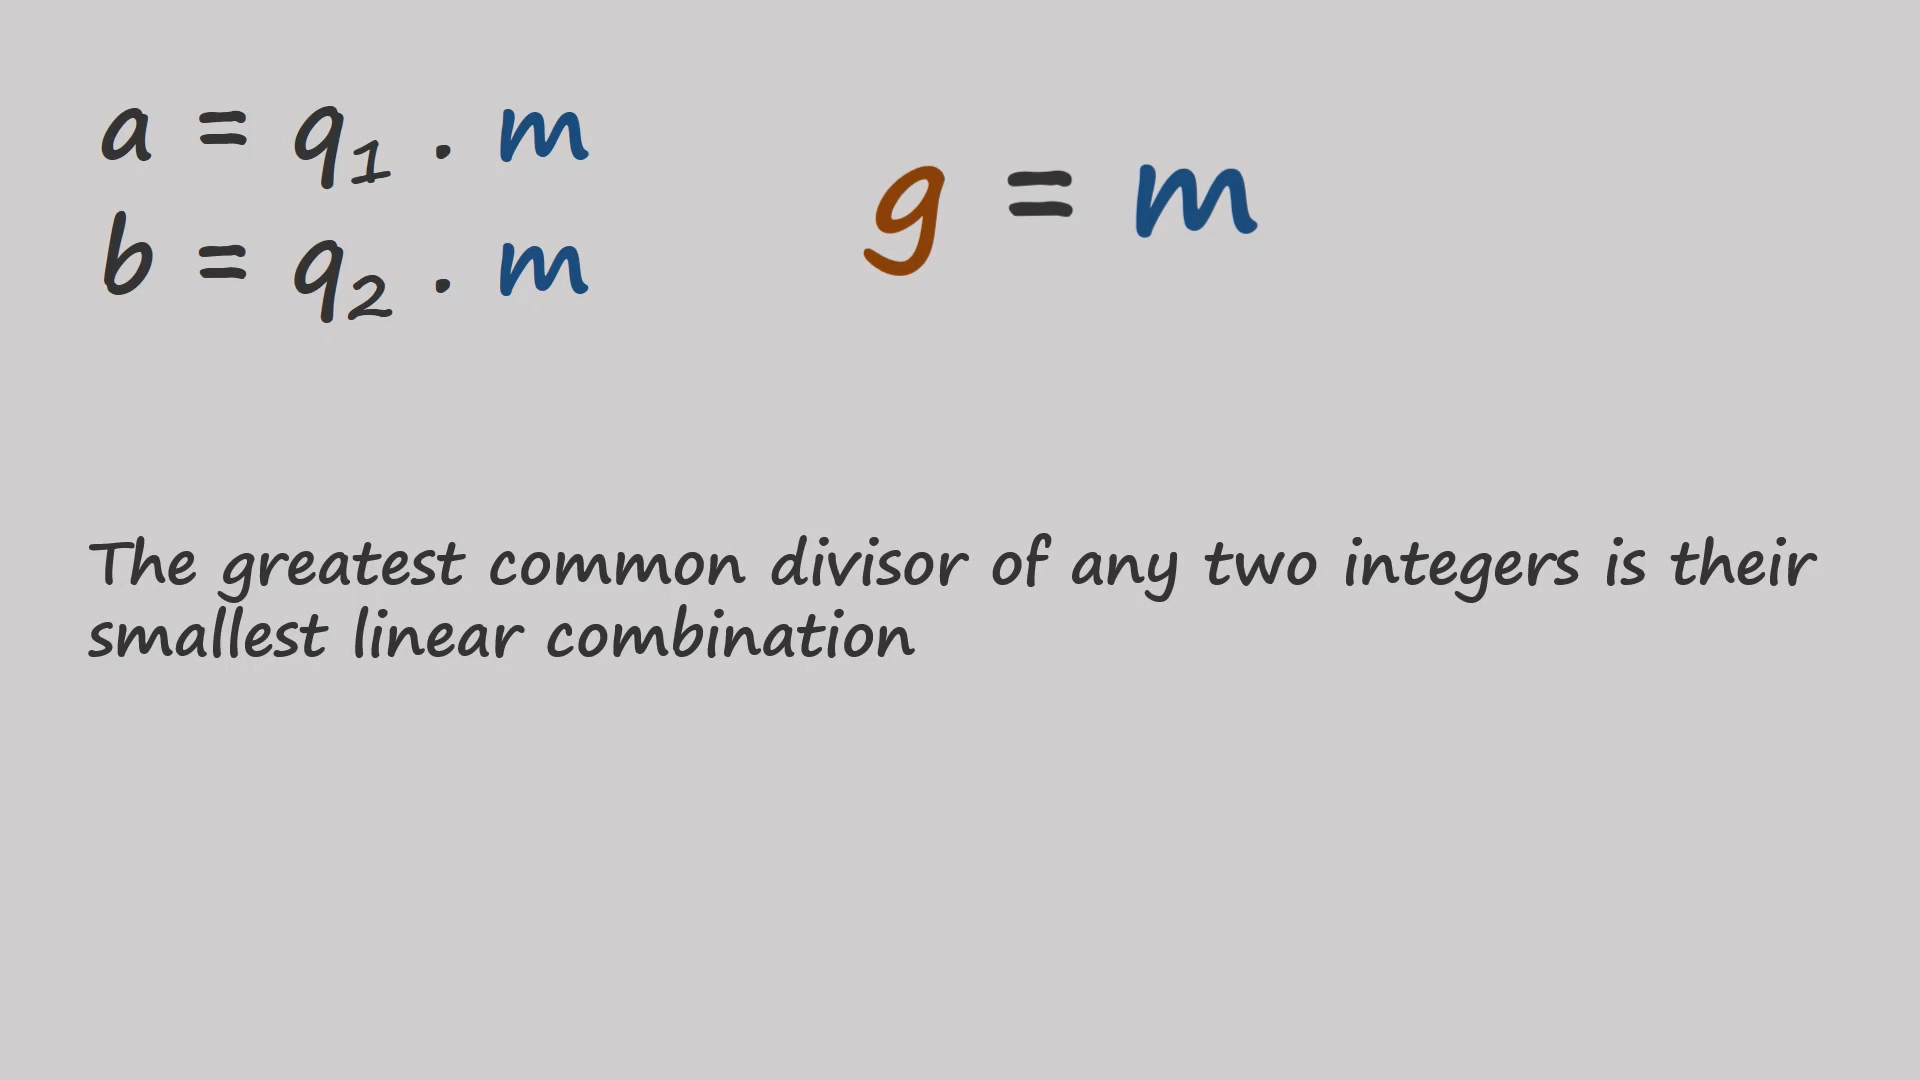 a = q₁ . m
b = q₂ . m
g = m
The greatest common divisor of any two integers is their
smallest linear combination